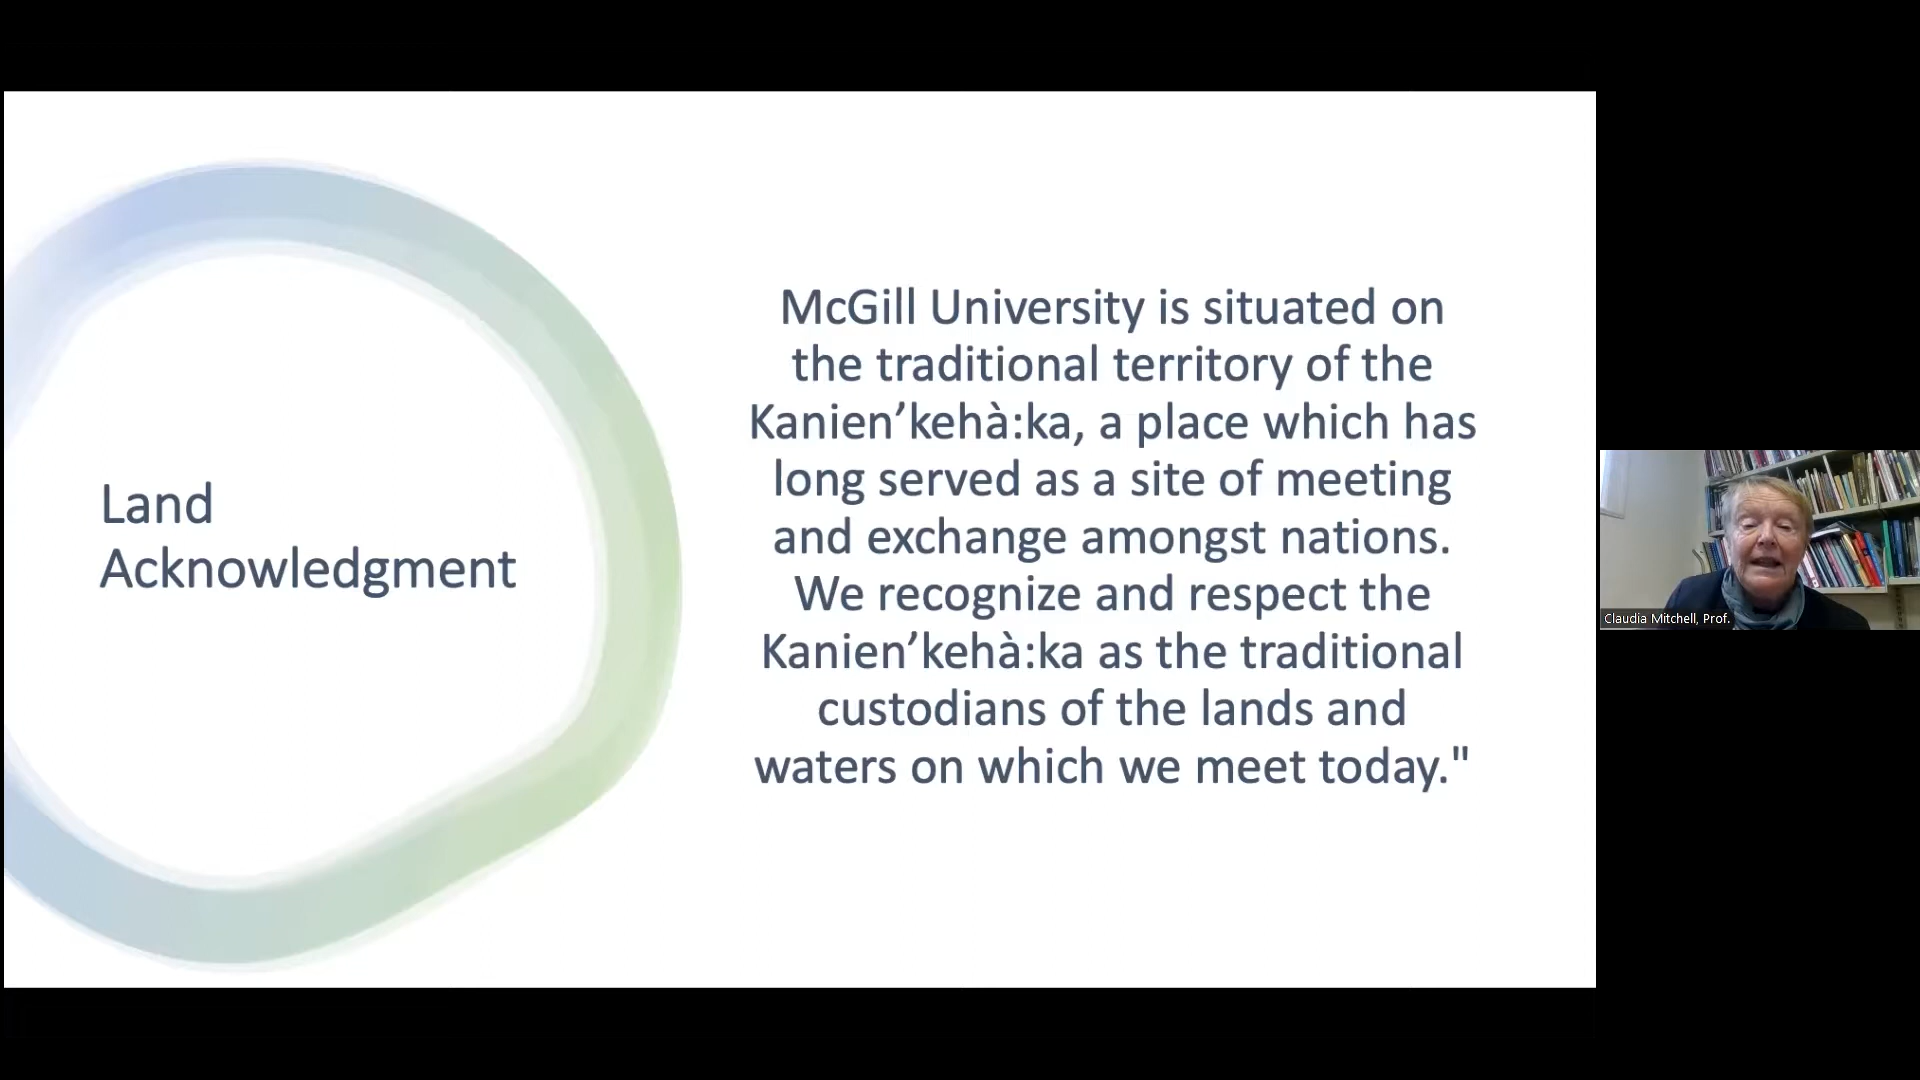 Land
Acknowledgment
McGill University is situated on
the traditional territory of the
Kanien’kehà:ka, a place which has
long served as a site of meeting
and exchange amongst nations.
We recognize and respect the
Kanien’kehà:ka as the traditional
custodians of the lands and
waters on which we meet today."
Claudia Mitchell, Prof.